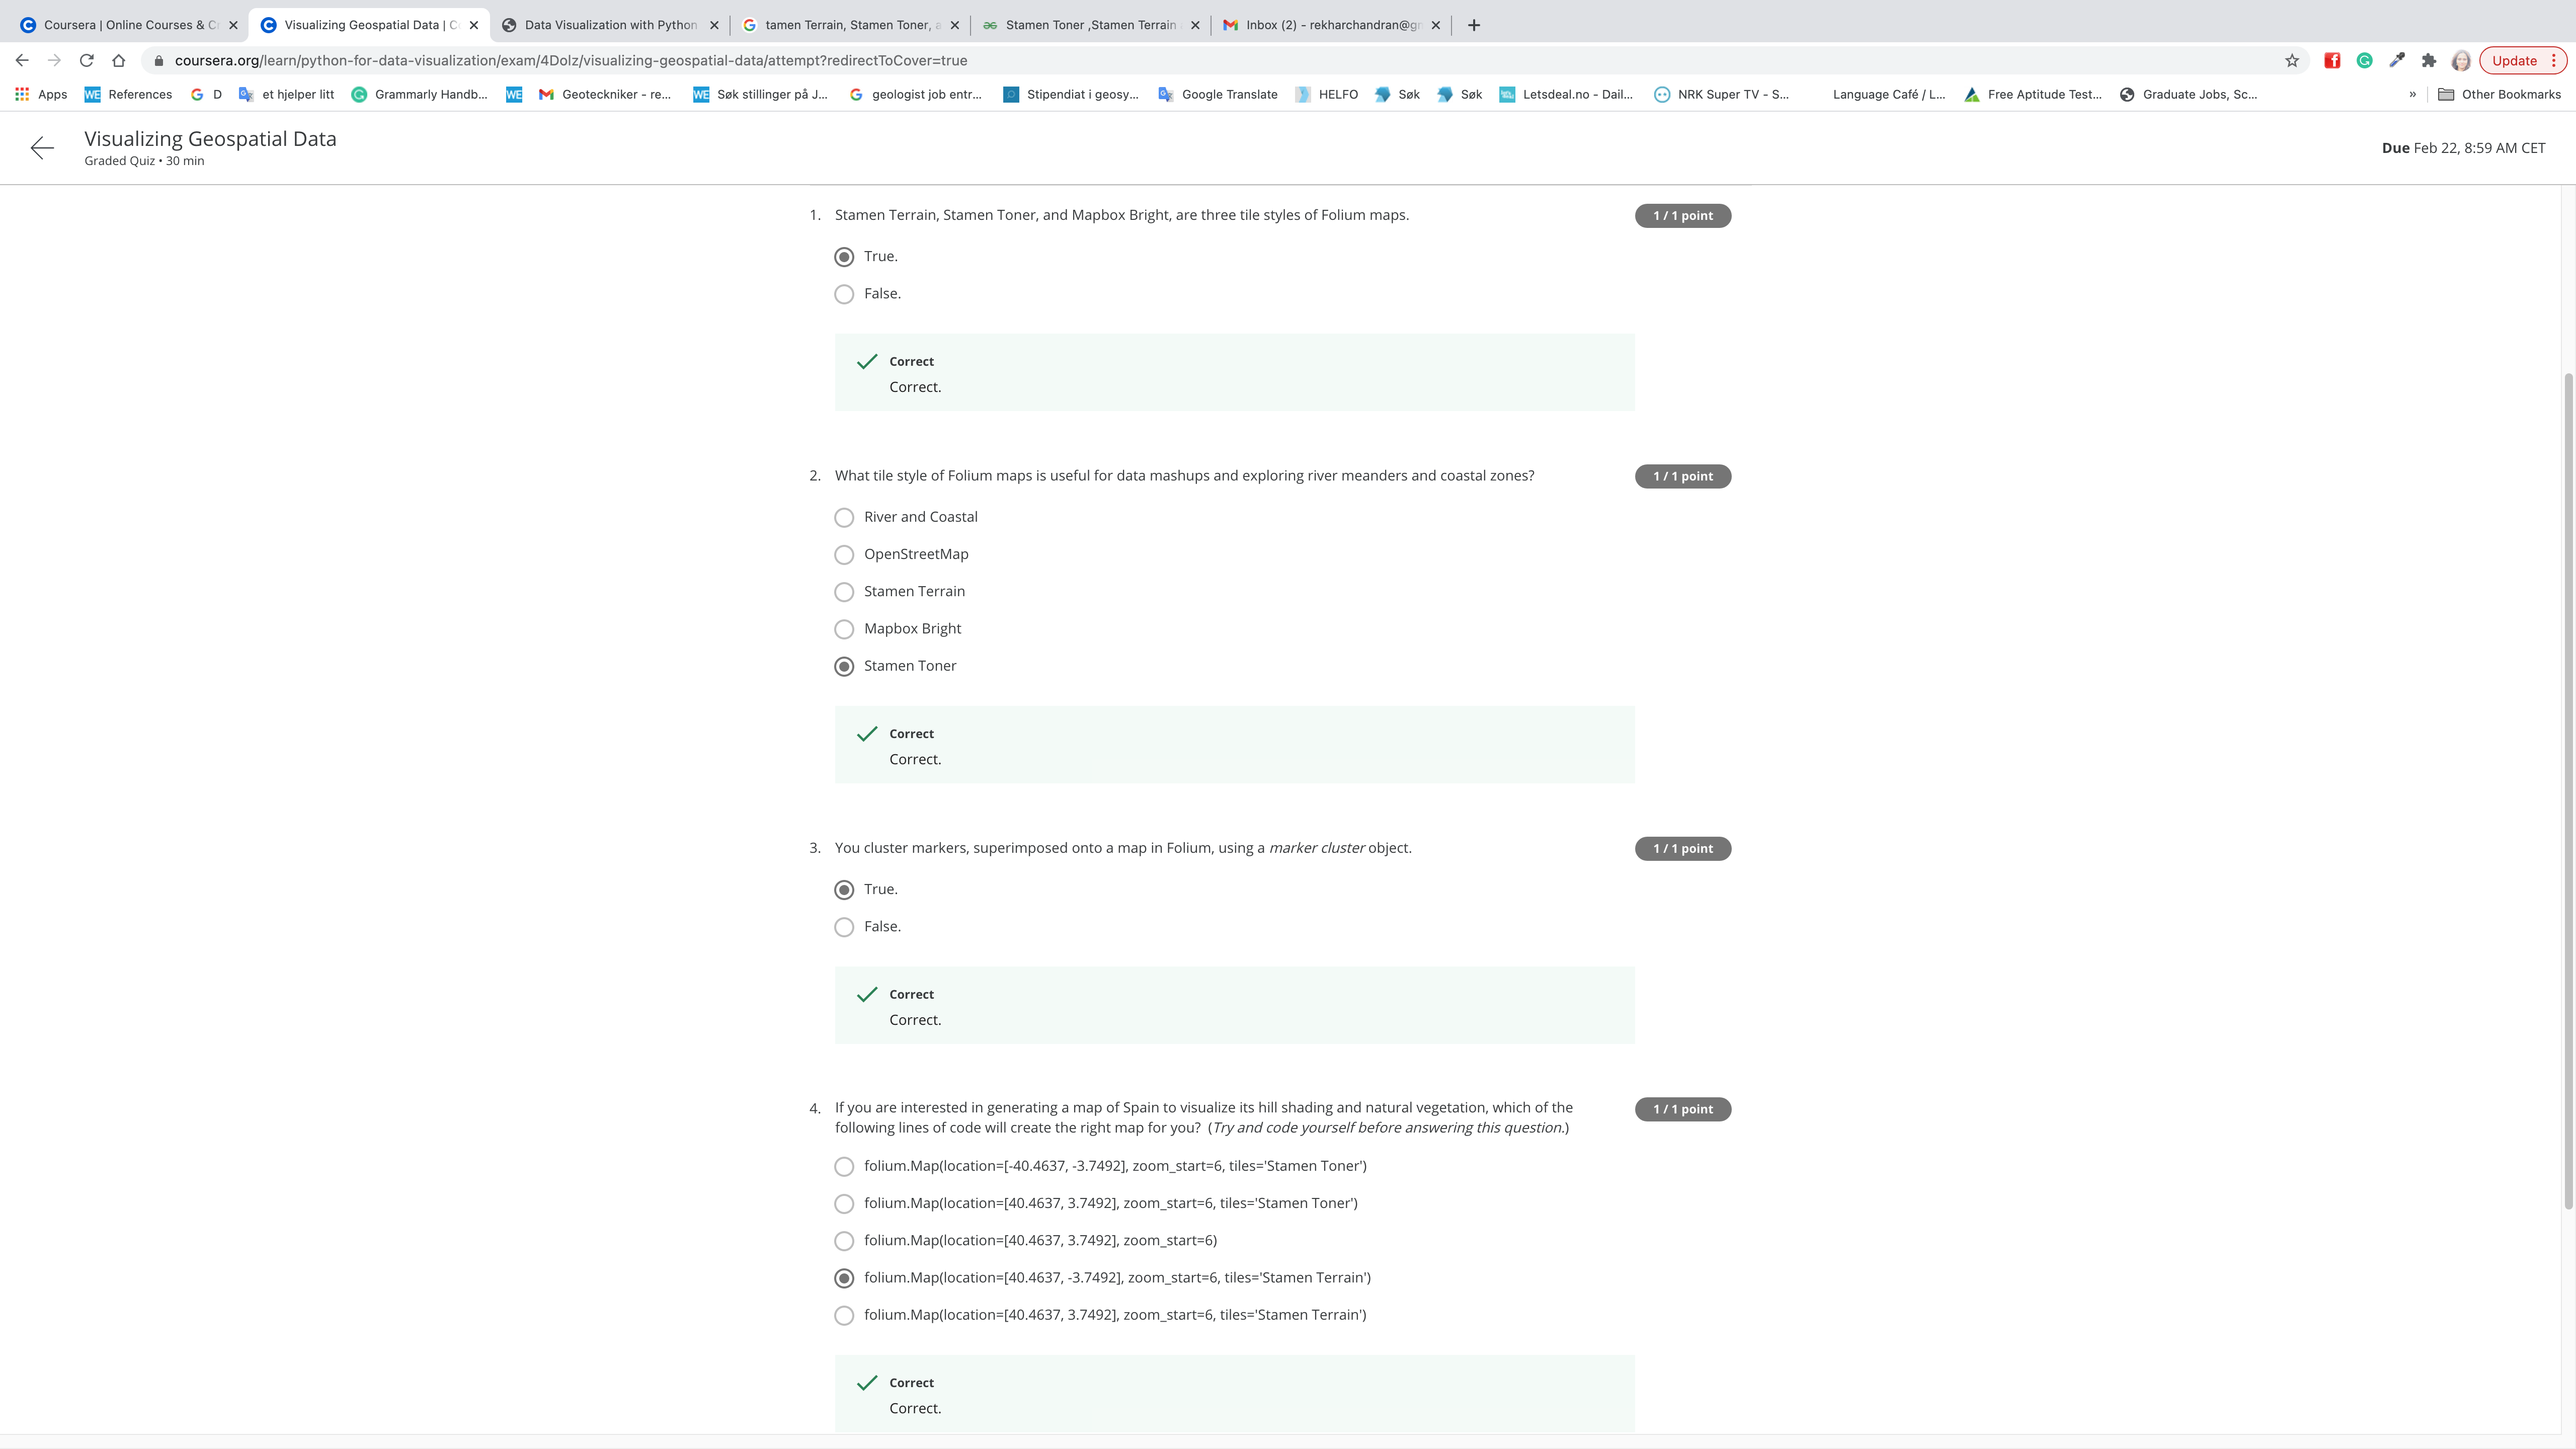 Coursera | Online Courses & C
Visualizing Geospatial Data | C
Data Visualization with Python
tamen Terrain, Stamen Toner, a
Stamen Toner ,Stamen Terrain
Inbox (2) - rekharchandran@g
coursera.org/learn/python-for-data-visualization/exam/4Dolz/visualizing-geospatial-data/attempt?redirectToCover=true
Update
Apps
WE References
D
et hjelper litt
Grammarly Handb...
WE
Geoteckniker - re...
WE Søk stillinger på J...
geologist job entr...
Stipendiat i geosy...
Google Translate
HELFO
Søk
Søk
Letsdeal.no - Dail...
NRK Super TV - S...
Language Café / L...
Free Aptitude Test...
Graduate Jobs, Sc...
»
Other Bookmarks
Visualizing Geospatial Data
Graded Quiz • 30 min
Due Feb 22, 8:59 AM CET
1. Stamen Terrain, Stamen Toner, and Mapbox Bright, are three tile styles of Folium maps.
1 / 1 point
True.
False.
Correct
Correct.
2. What tile style of Folium maps is useful for data mashups and exploring river meanders and coastal zones?
1 / 1 point
River and Coastal
OpenStreetMap
Stamen Terrain
Mapbox Bright
Stamen Toner
Correct
Correct.
3. You cluster markers, superimposed onto a map in Folium, using a marker cluster object.
1 / 1 point
True.
False.
Correct
Correct.
4. If you are interested in generating a map of Spain to visualize its hill shading and natural vegetation, which of the
following lines of code will create the right map for you? (Try and code yourself before answering this question.)
1 / 1 point
folium.Map(location=[-40.4637, -3.7492], zoom_start=6, tiles='Stamen Toner')
folium.Map(location=[40.4637, 3.7492], zoom_start=6, tiles='Stamen Toner')
folium.Map(location=[40.4637, 3.7492], zoom_start=6)
folium.Map(location=[40.4637, -3.7492], zoom_start=6, tiles='Stamen Terrain')
folium.Map(location=[40.4637, 3.7492], zoom_start=6, tiles='Stamen Terrain')
Correct
Correct.